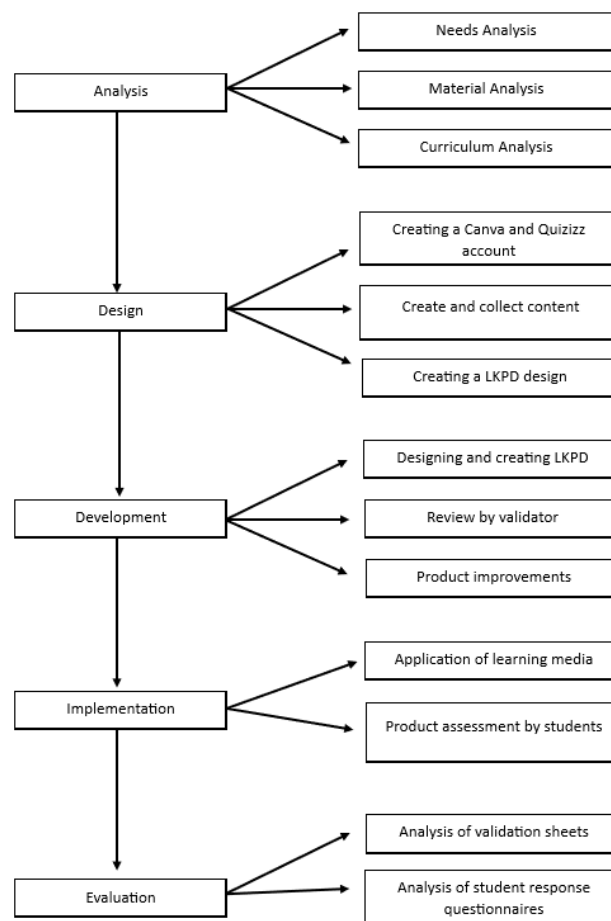 Needs Analysis
Analysis
Material Analysis
Curriculum Analysis
Creating a Canva and Quizizz
account
Design
Create and collect content
Creating a LKPD design
Designing and creating LKPD
Development
Review by validator
Product improvements
Application of learning media
Implementation
Product assessment by students
Analysis of validation sheets
Evaluation
Analysis of student response
questionnaires